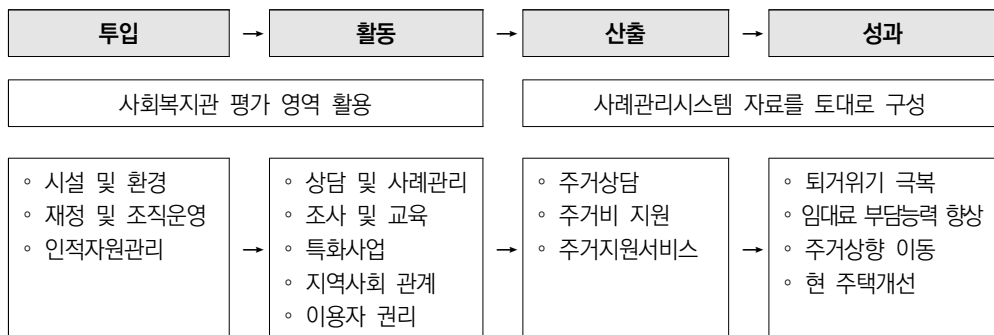 투입 → 활동 → 산출 → 성과
사회복지관 평가 영역 활용
사례관리시스템 자료를 토대로 구성
◦ 시설 및 환경
◦ 재정 및 조직운영
◦ 인적자원관리
→
◦ 상담 및 사례관리
◦ 조사 및 교육
◦ 특화사업
◦ 지역사회 관계
◦ 이용자 권리
→
◦ 주거상담
◦ 주거비 지원
◦ 주거지원서비스
→
◦ 퇴거위기 극복
◦ 임대료 부담능력 향상
◦ 주거상향 이동
◦ 현 주택개선